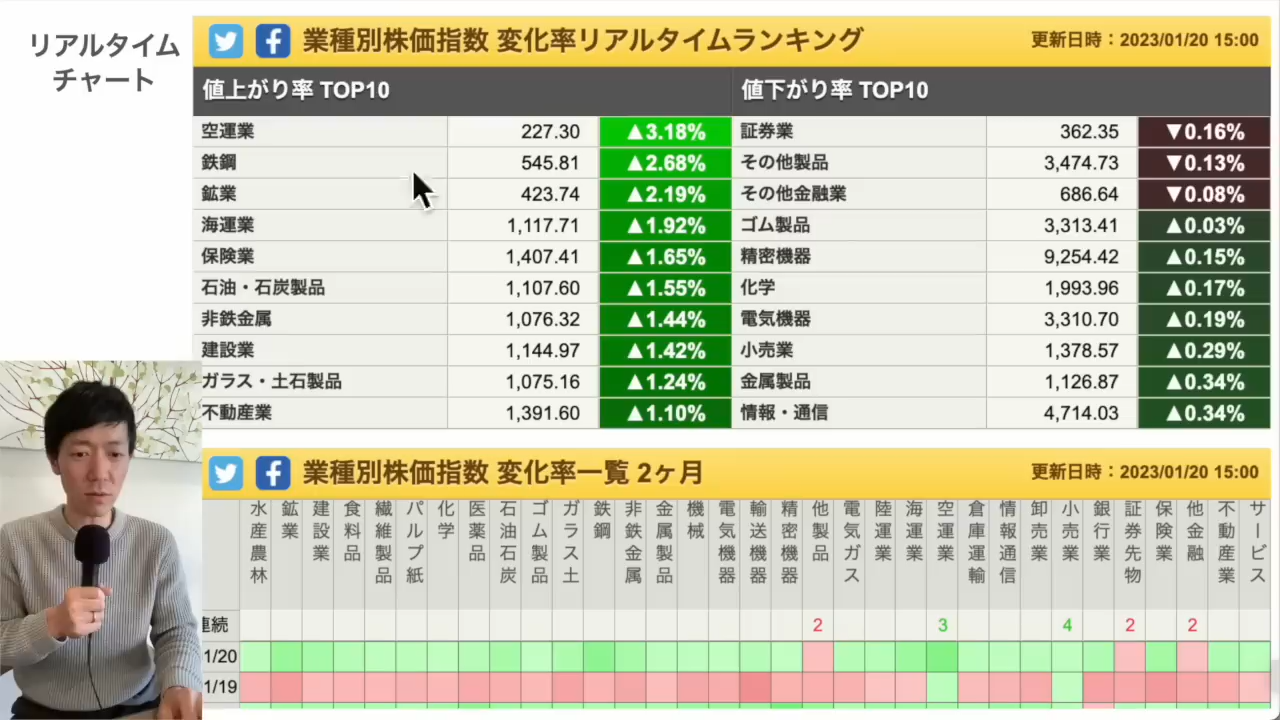 リアルタイム
チャート
業種別株価指数 変化率リアルタイムランキング
更新日時：2023/01/20 15:00
値上がり率 TOP10
値下がり率 TOP10
空運業 227.30 ▲3.18% 証券業 362.35 ▼0.16%
鉄鋼 545.81 ▲2.68% その他製品 3,474.73 ▼0.13%
鉱業 423.74 ▲2.19% その他金融業 686.64 ▼0.08%
海運業 1,117.71 ▲1.92% ゴム製品 3,313.41 ▲0.03%
保険業 1,407.41 ▲1.65% 精密機器 9,254.42 ▲0.15%
石油・石炭製品 1,107.60 ▲1.55% 化学 1,993.96 ▲0.17%
非鉄金属 1,076.32 ▲1.44% 電気機器 3,310.70 ▲0.19%
建設業 1,144.97 ▲1.42% 小売業 1,378.57 ▲0.29%
ガラス・土石製品 1,075.16 ▲1.24% 金属製品 1,126.87 ▲0.34%
不動産業 1,391.60 ▲1.10% 情報・通信 4,714.03 ▲0.34%
業種別株価指数 変化率一覧 2ヶ月
更新日時：2023/01/20 15:00
水産農林 鉱業 建設業 食料品 繊維製品 パルプ紙 化学 医薬品 石油石炭 ゴム製品 ガラス土 鉄鋼 非鉄金属 金属製品 機械 電気機器 輸送機器 精密機器 他製品 電気ガス 陸運業 海運業 空運業 倉庫運輸 情報通信 卸売業 小売業 銀行業 証券先物 保険業 他金融 不動産業 サービス
連続 2 3 4 2 2
1/20
1/19